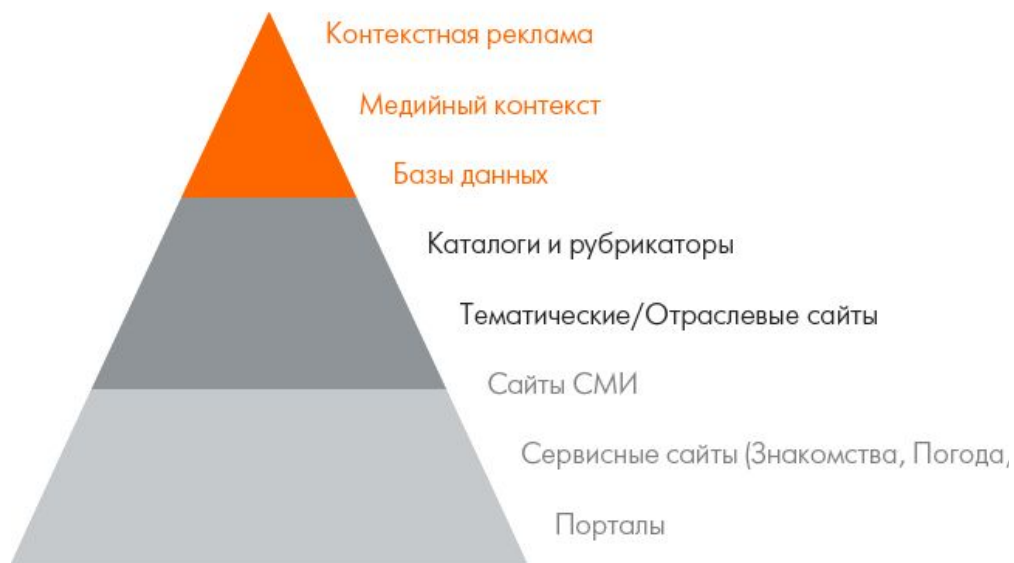 Контекстная реклама
Медийный контекст
Базы данных
Каталоги и рубрикаторы
Тематические/Отраслевые сайты
Сайты СМИ
Сервисные сайты (Знакомства, Погода,
Порталы